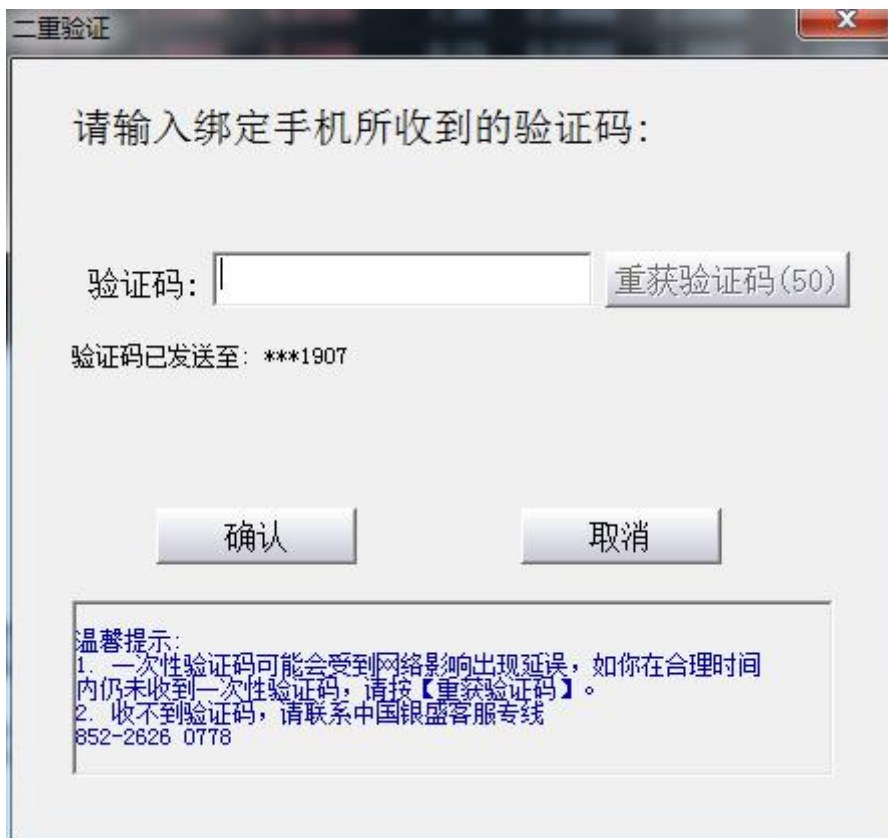 二重验证
请输入绑定手机所收到的验证码:
验证码:
重获验证码(50)
验证码已发送至: ***1907
确认
取消
温馨提示:
1. 一次性验证码可能会受到网络影响出现延误，如你在合理时间
内仍未收到一次性验证码，请按【重获验证码】。
2. 收不到验证码，请联系中国银盛客服专线
852-2626 0778